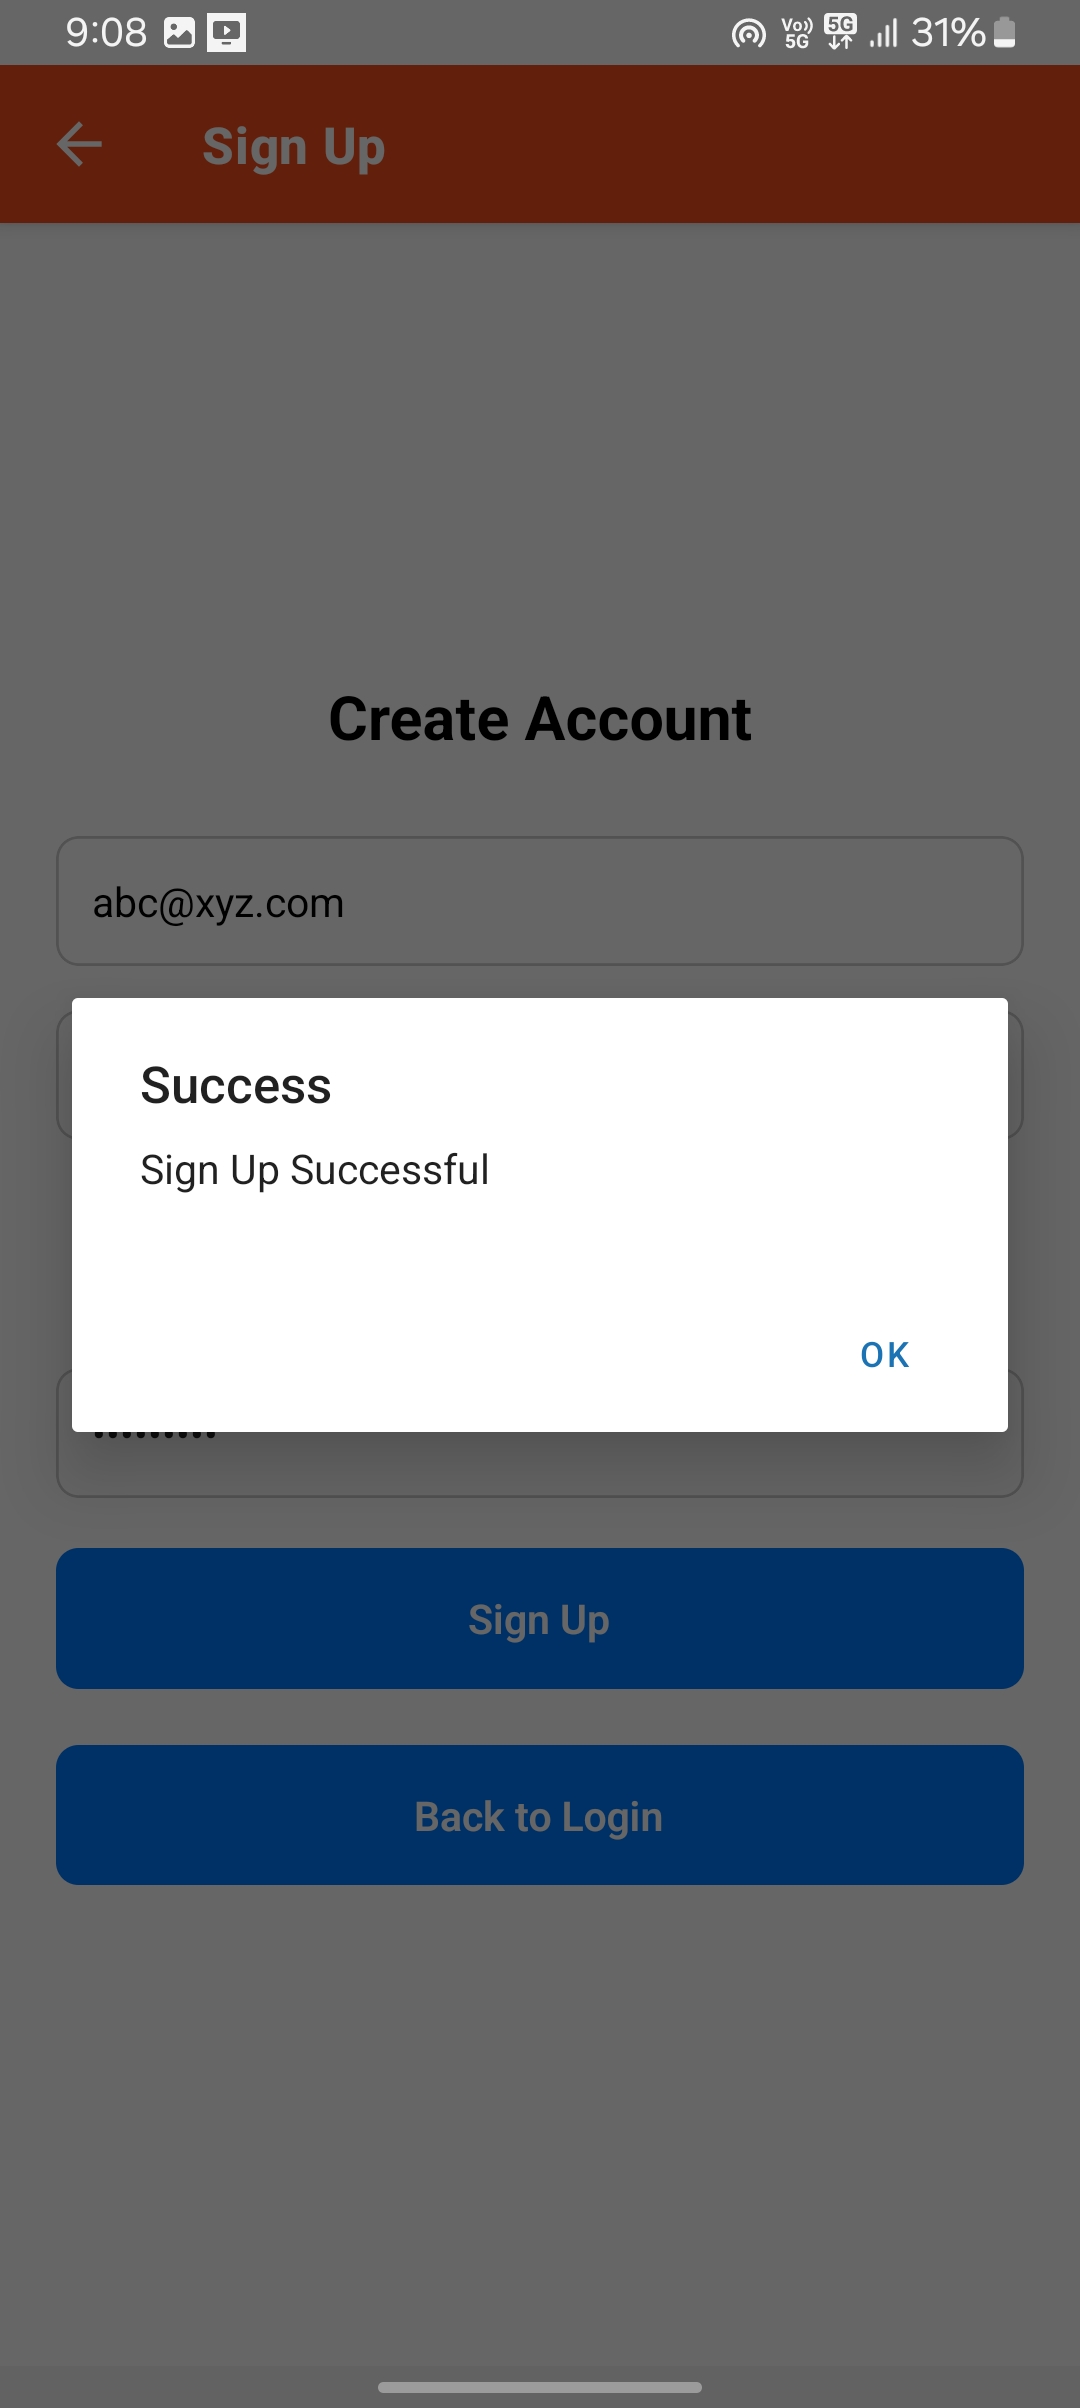 9:08 Vo)) 5G 5G 31%
Sign Up
Create Account
abc@xyz.com
Success
Sign Up Successful
OK
Sign Up
Back to Login